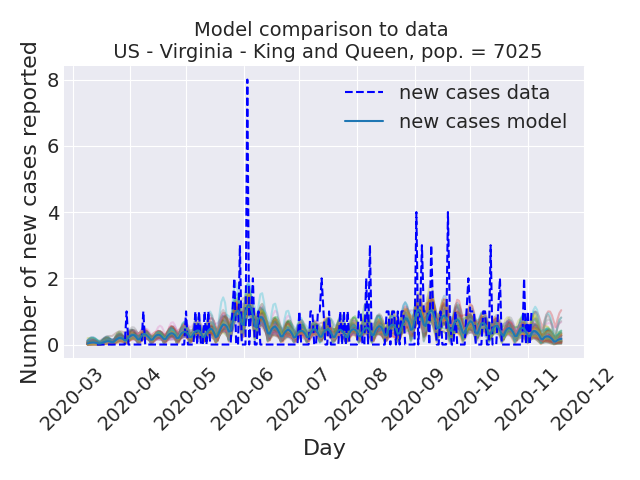 Model comparison to data
US - Virginia - King and Queen, pop. = 7025
Number of new cases reported
8
6
4
2
0
new cases data
new cases model
2020-03
2020-04
2020-05
2020-06
2020-07
2020-08
2020-09
2020-10
2020-11
2020-12
Day